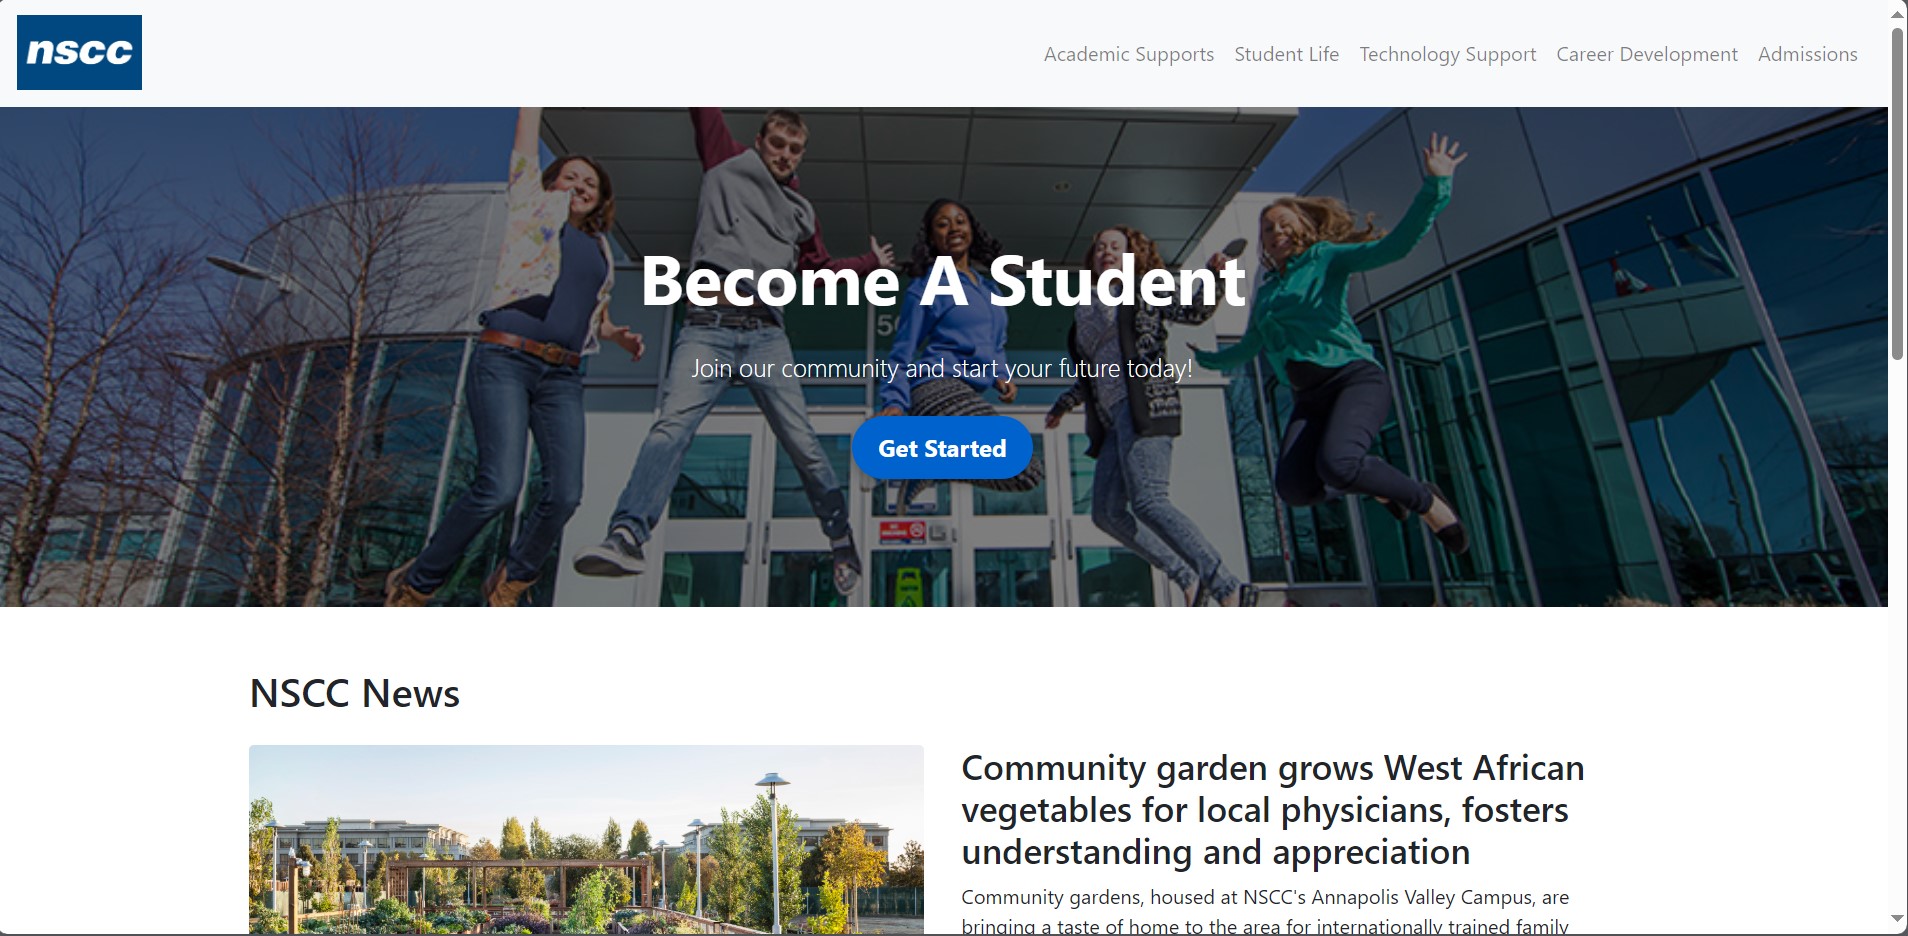 nscc
Academic Supports Student Life Technology Support Career Development Admissions
Become A Student
Join our community and start your future today!
Get Started
NSCC News
Community garden grows West African
vegetables for local physicians, fosters
understanding and appreciation
Community gardens, housed at NSCC's Annapolis Valley Campus, are
bringing a taste of home to the area for internationally trained family